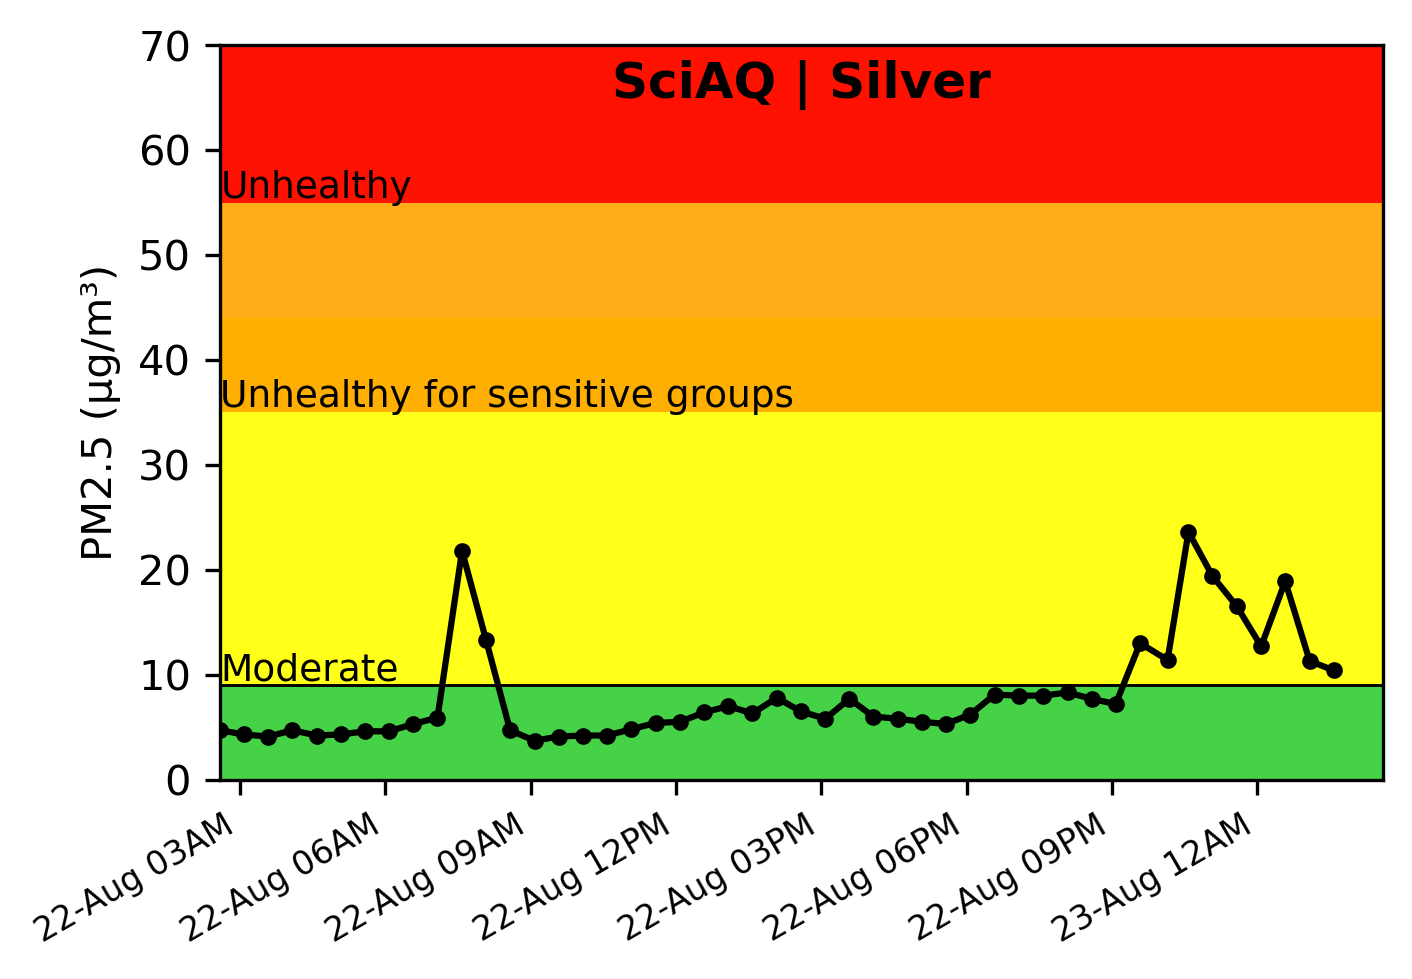 SciAQ | Silver
PM2.5 (µg/m³)
70
60
50
40
30
20
10
0
Unhealthy
Unhealthy for sensitive groups
Moderate
22-Aug 03AM
22-Aug 06AM
22-Aug 09AM
22-Aug 12PM
22-Aug 03PM
22-Aug 06PM
22-Aug 09PM
23-Aug 12AM